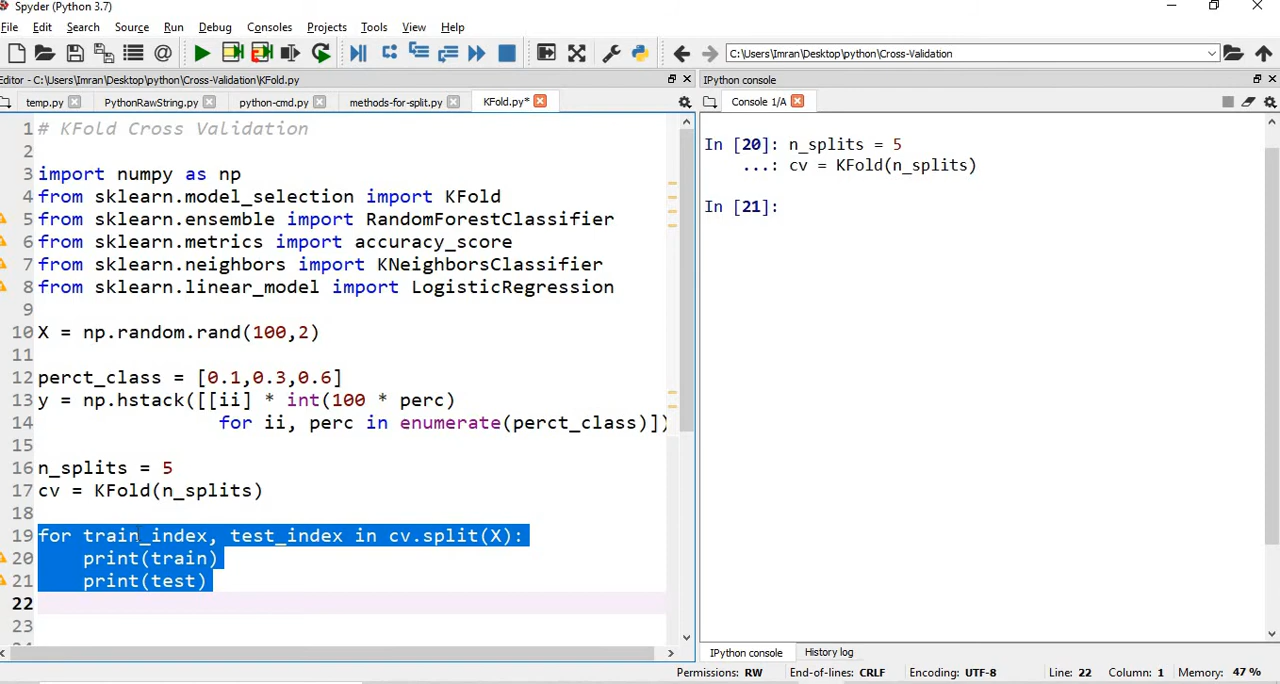 Spyder (Python 3.7)
File Edit Search Source Run Debug Consoles Projects Tools View Help
C:\Users\Imran\Desktop\python\Cross-Validation
Editor - C:\Users\Imran\Desktop\python\Cross-Validation\KFold.py
IPython console
temp.py PythonRawString.py python-cmd.py methods-for-split.py KFold.py*
Console 1/A
1 # KFold Cross Validation
2
3 import numpy as np
4 from sklearn.model_selection import KFold
5 from sklearn.ensemble import RandomForestClassifier
6 from sklearn.metrics import accuracy_score
7 from sklearn.neighbors import KNeighborsClassifier
8 from sklearn.linear_model import LogisticRegression
9
10 X = np.random.rand(100,2)
11
12 perct_class = [0.1,0.3,0.6]
13 y = np.hstack([[ii] * int(100 * perc)
14 for ii, perc in enumerate(perct_class)])
15
16 n_splits = 5
17 cv = KFold(n_splits)
18
19 for train_index, test_index in cv.split(X):
20 print(train)
21 print(test)
22
23
In [20]: n_splits = 5
...: cv = KFold(n_splits)
In [21]:
IPython console History log
Permissions: RW End-of-lines: CRLF Encoding: UTF-8 Line: 22 Column: 1 Memory: 47 %